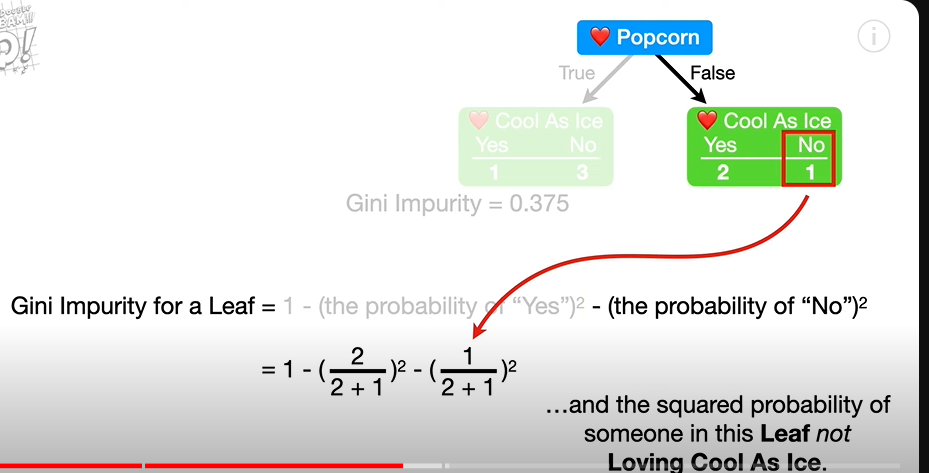 BAM!!
❤️ Popcorn
True
False
❤️ Cool As Ice
Yes No
1 3
❤️ Cool As Ice
Yes No
2 1
Gini Impurity = 0.375
Gini Impurity for a Leaf = 1 - (the probability of “Yes”)² - (the probability of “No”)²
= 1 - (2/(2 + 1))² - (1/(2 + 1))²
…and the squared probability of
someone in this Leaf not
Loving Cool As Ice.